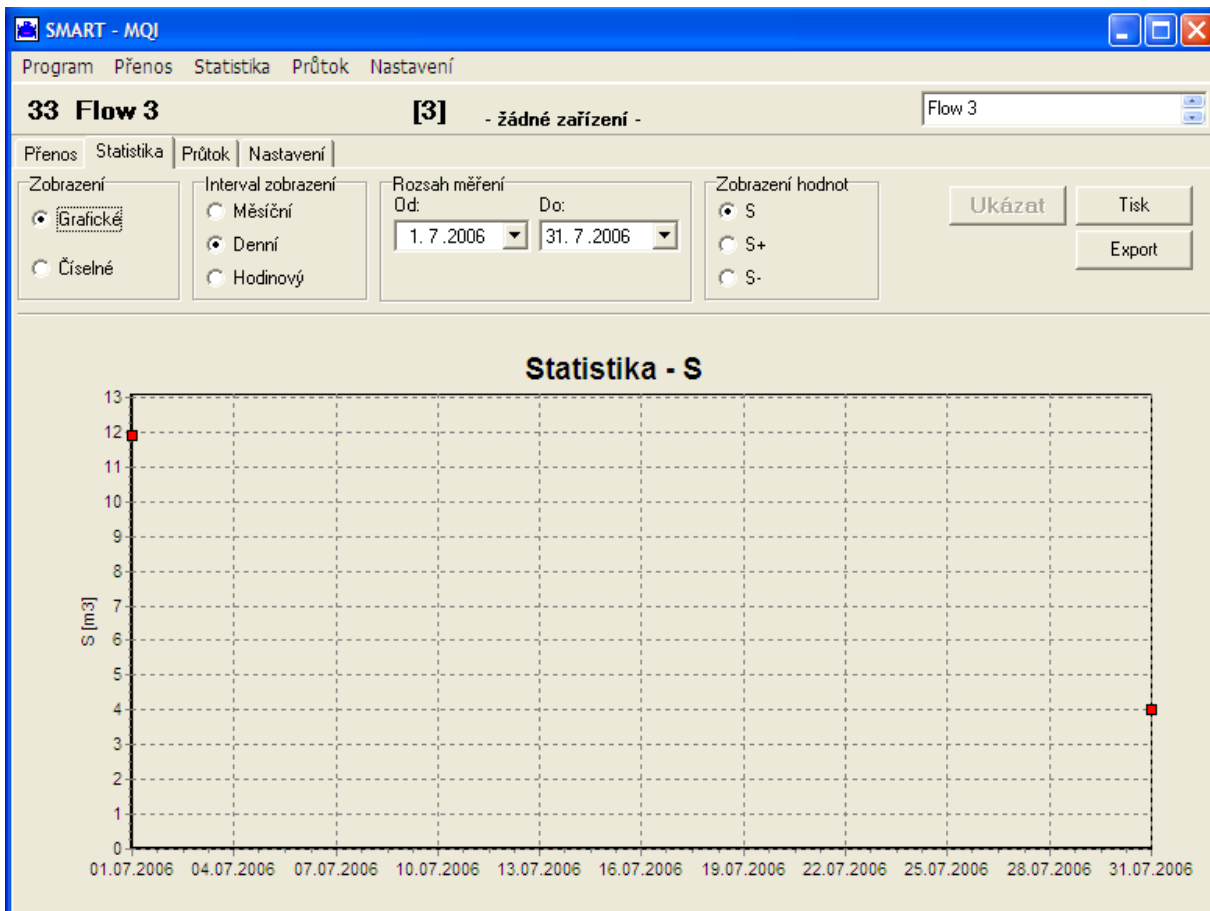 SMART - MQI
Program Přenos Statistika Průtok Nastavení
33 Flow 3 [3] - žádné zařízení - Flow 3
Přenos Statistika Průtok Nastavení
Zobrazení Interval zobrazení Rozsah měření Zobrazení hodnot
Grafické Měsíční Od: Do: S Ukázat Tisk
1. 7 .2006 31. 7 .2006
Denní S+ Export
Číselné Hodinový S-
Statistika - S
13
12
11
10
9
8
7
6
5
4
3
2
1
0
S [m3]
01.07.2006 04.07.2006 07.07.2006 10.07.2006 13.07.2006 16.07.2006 19.07.2006 22.07.2006 25.07.2006 28.07.2006 31.07.2006